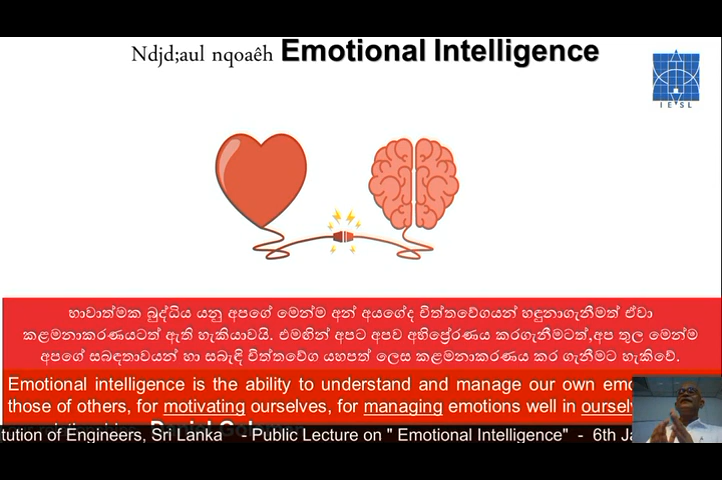 Ndjd;aul nqoaêh Emotional Intelligence
IESL
භාවාත්මක බුද්ධිය යනු අපගේ මෙන්ම අන් අයගේද චිත්තවේගයන් හඳුනාගැනීමත් ඒවා
කළමනාකරණයටත් ඇති හැකියාවයි. එමඟින් අපට අපව අභිප්‍රේරණය කරගැනීමටත්,අප තුල මෙන්ම
අපගේ සබඳතාවයන් හා සබැඳි චිත්තවේග යහපත් ලෙස කළමනාකරණය කර ගැනීමට හැකිවේ.
Emotional intelligence is the ability to understand and manage our own emo
those of others, for motivating ourselves, for managing emotions well in oursel
tution of Engineers, Sri Lanka - Public Lecture on " Emotional Intelligence" - 6th Ja